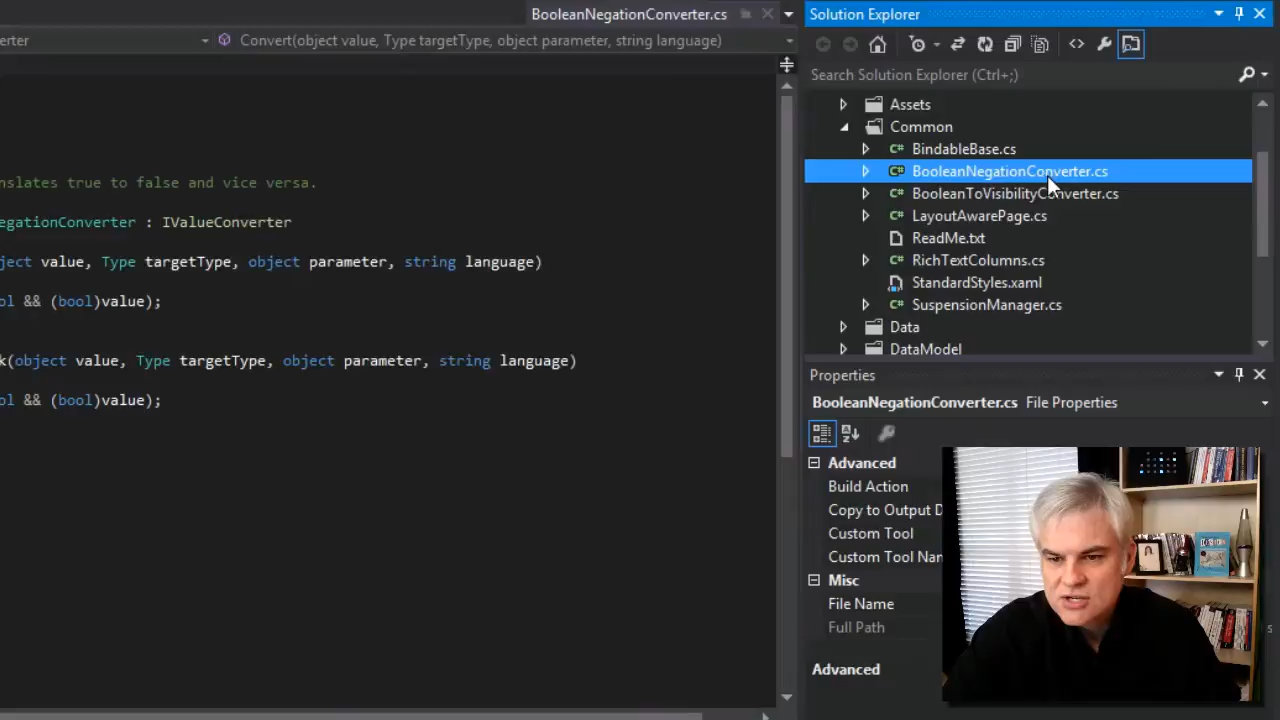 BooleanNegationConverter.cs
erter
Convert(object value, Type targetType, object parameter, string language)
nslates true to false and vice versa.
egationConverter : IValueConverter
ject value, Type targetType, object parameter, string language)
ol && (bool)value);
k(object value, Type targetType, object parameter, string language)
ol && (bool)value);
Solution Explorer
Search Solution Explorer (Ctrl+;)
Assets
Common
C# BindableBase.cs
C# BooleanNegationConverter.cs
C# BooleanToVisibilityConverter.cs
C# LayoutAwarePage.cs
ReadMe.txt
C# RichTextColumns.cs
StandardStyles.xaml
C# SuspensionManager.cs
Data
DataModel
Properties
BooleanNegationConverter.cs File Properties
Advanced
Build Action
Copy to Output D
Custom Tool
Custom Tool Nam
Misc
File Name
Full Path
Advanced